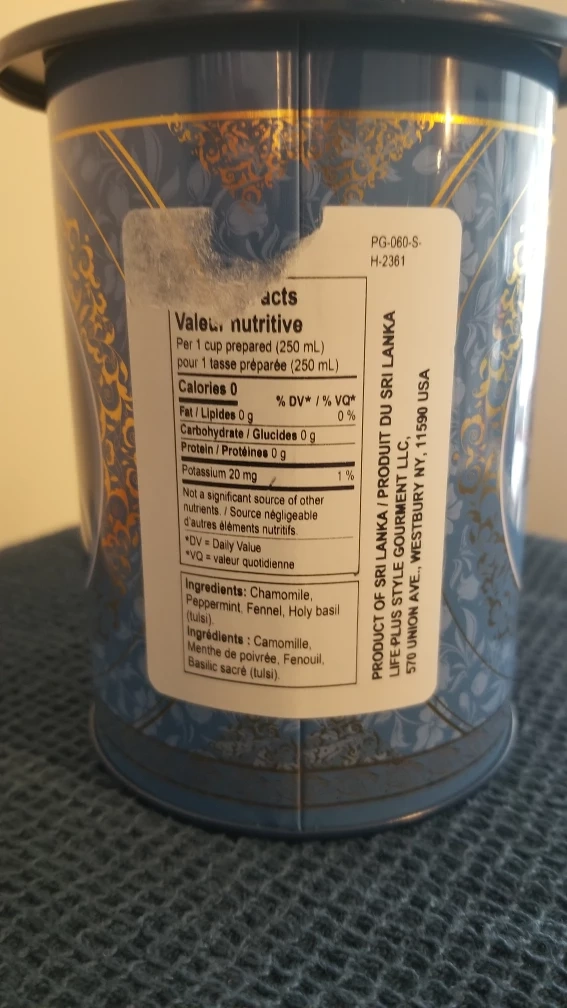 PG-060-S-
H-2361
Valeur nutritive
Per 1 cup prepared (250 mL)
pour 1 tasse préparée (250 mL)
Calories 0
% DV* / % VQ*
Fat / Lipides 0 g 0 %
Carbohydrate / Glucides 0 g
Protein / Protéines 0 g
Potassium 20 mg 1 %
Not a significant source of other
nutrients. / Source négligeable
d'autres éléments nutritifs.
*DV = Daily Value
*VQ = valeur quotidienne
Ingredients: Chamomile,
Peppermint, Fennel, Holy basil
(tulsi).
Ingrédients : Camomille,
Menthe de poivrée, Fenouil,
Basilic sacré (tulsi).
PRODUCT OF SRI LANKA / PRODUIT DU SRI LANKA
LIFE PLUS STYLE GOURMENT LLC,
570 UNION AVE., WESTBURY NY, 11590 USA